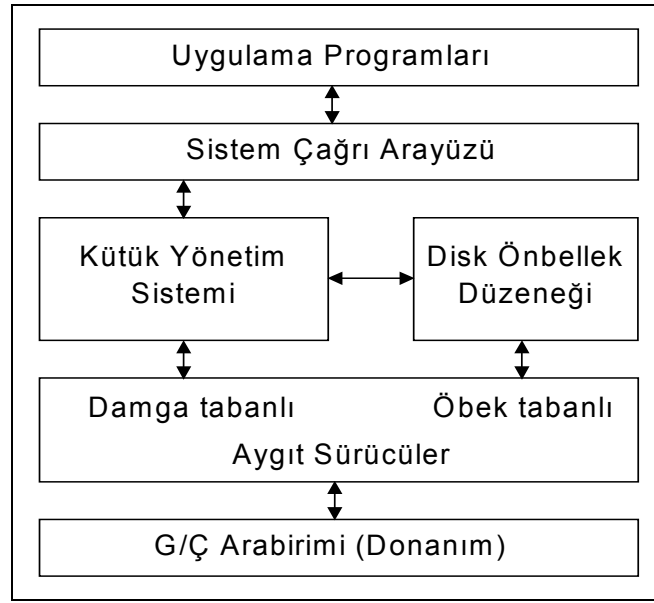 Uygulama Programları
Sistem Çağrı Arayüzü
Kütük Yönetim
Sistemi
Disk Önbellek
Düzeneği
Damga tabanlı
Öbek tabanlı
Aygıt Sürücüler
G/Ç Arabirimi (Donanım)